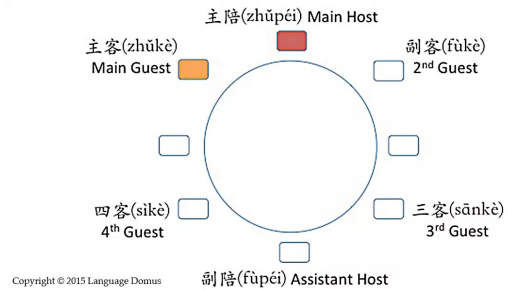 主陪(zhǔpéi) Main Host
主客(zhǔkè)
Main Guest
副客(fùkè)
2nd Guest
四客(sìkè)
4th Guest
三客(sānkè)
3rd Guest
副陪(fùpéi) Assistant Host
Copyright © 2015 Language Domus